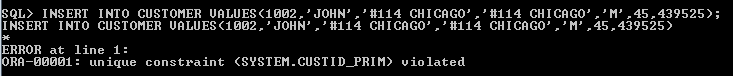 SQL> INSERT INTO CUSTOMER VALUES(1002,'JOHN','#114 CHICAGO','#114 CHICAGO','M',45,439525);
INSERT INTO CUSTOMER VALUES(1002,'JOHN','#114 CHICAGO','#114 CHICAGO','M',45,439525)
*
ERROR at line 1:
ORA-00001: unique constraint (SYSTEM.CUSTID_PRIM) violated